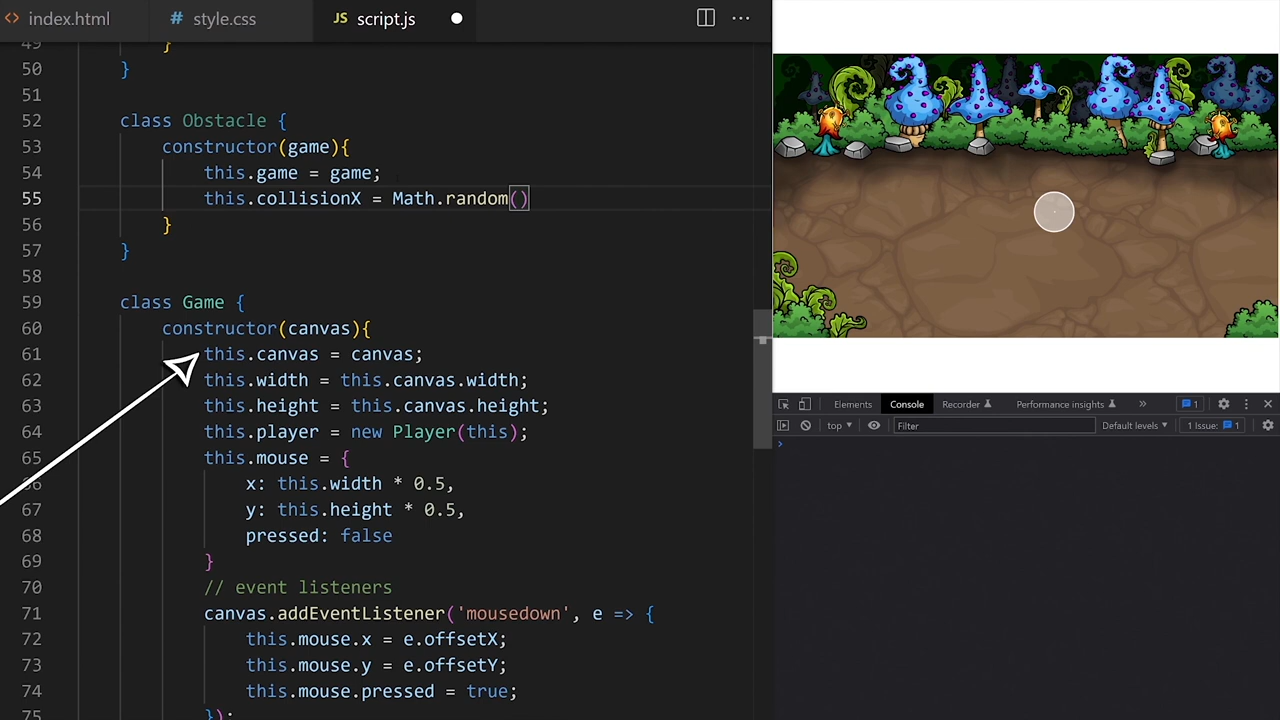 index.html
# style.css
JS script.js
49 }
50 }
51
52 class Obstacle {
53 constructor(game){
54 this.game = game;
55 this.collisionX = Math.random()
56 }
57 }
58
59 class Game {
60 constructor(canvas){
61 this.canvas = canvas;
62 this.width = this.canvas.width;
63 this.height = this.canvas.height;
64 this.player = new Player(this);
65 this.mouse = {
66 x: this.width * 0.5,
67 y: this.height * 0.5,
68 pressed: false
69 }
70 // event listeners
71 canvas.addEventListener('mousedown', e => {
72 this.mouse.x = e.offsetX;
73 this.mouse.y = e.offsetY;
74 this.mouse.pressed = true;
75 });
Elements Console Recorder Performance insights » 1
top Filter Default levels 1 Issue: 1